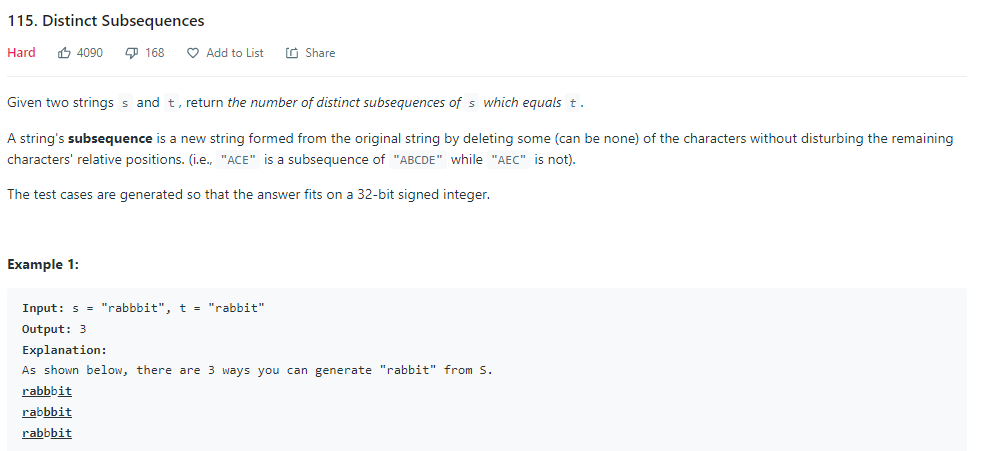 115. Distinct Subsequences
Hard 4090 168 Add to List Share
Given two strings s and t, return the number of distinct subsequences of s which equals t.
A string's subsequence is a new string formed from the original string by deleting some (can be none) of the characters without disturbing the remaining
characters' relative positions. (i.e., "ACE" is a subsequence of "ABCDE" while "AEC" is not).
The test cases are generated so that the answer fits on a 32-bit signed integer.
Example 1:
Input: s = "rabbbit", t = "rabbit"
Output: 3
Explanation:
As shown below, there are 3 ways you can generate "rabbit" from S.
rabbbit
rabbbit
rabbbit